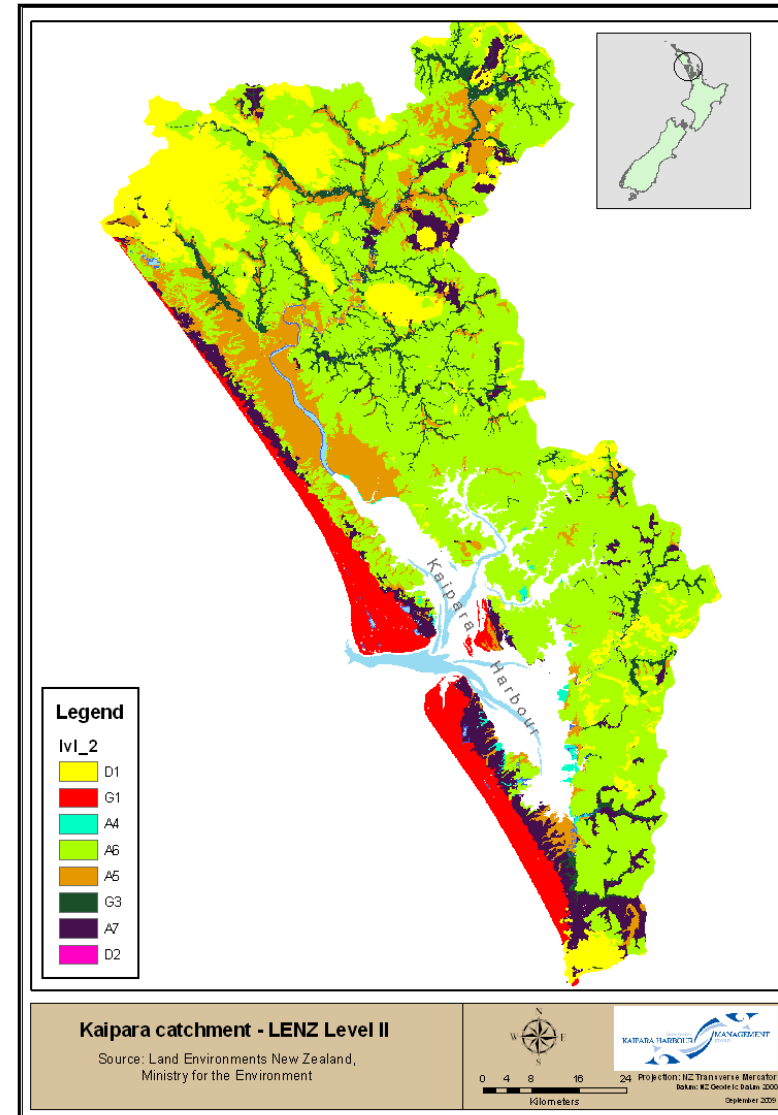 Kaipara
Harbour
Legend
lvl_2
D1
G1
A4
A6
A5
G3
A7
D2
Kaipara catchment - LENZ Level II
Source: Land Environments New Zealand,
Ministry for the Environment
N
W E
S
0 4 8 16 24
Kilometers
KAIPARA HARBOUR
MANAGEMENT
Projection: NZ Transverse Mercator
Datum: NZ Geodetic Datum 2000
September 2009